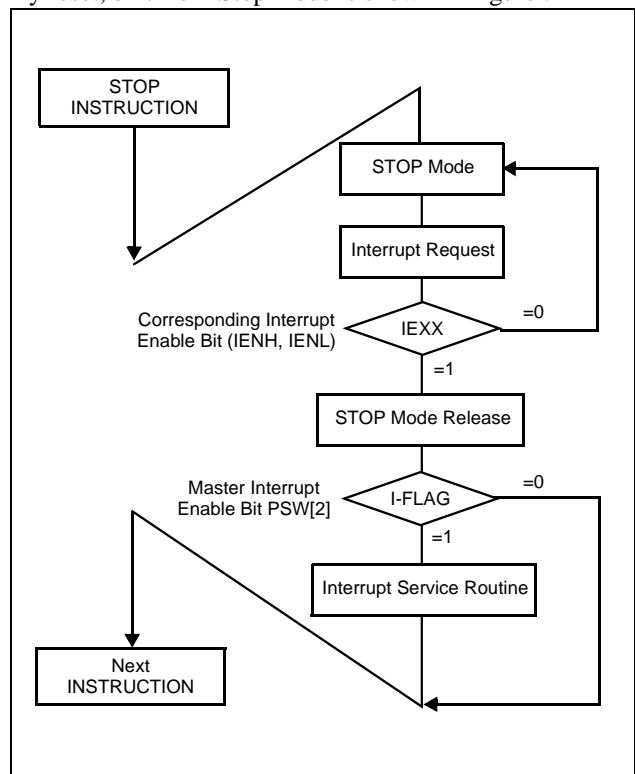 STOP
INSTRUCTION
STOP Mode
Interrupt Request
Corresponding Interrupt
Enable Bit (IENH, IENL)
IEXX
=0
=1
STOP Mode Release
Master Interrupt
Enable Bit PSW[2]
I-FLAG
=0
=1
Interrupt Service Routine
Next
INSTRUCTION